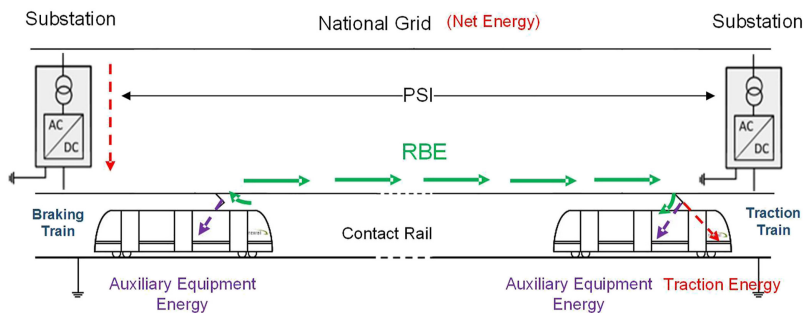 Substation
National Grid (Net Energy)
Substation
PSI
AC
DC
AC
DC
RBE
Braking
Train
Contact Rail
Traction
Train
Auxiliary Equipment
Energy
Auxiliary Equipment
Energy
Traction Energy